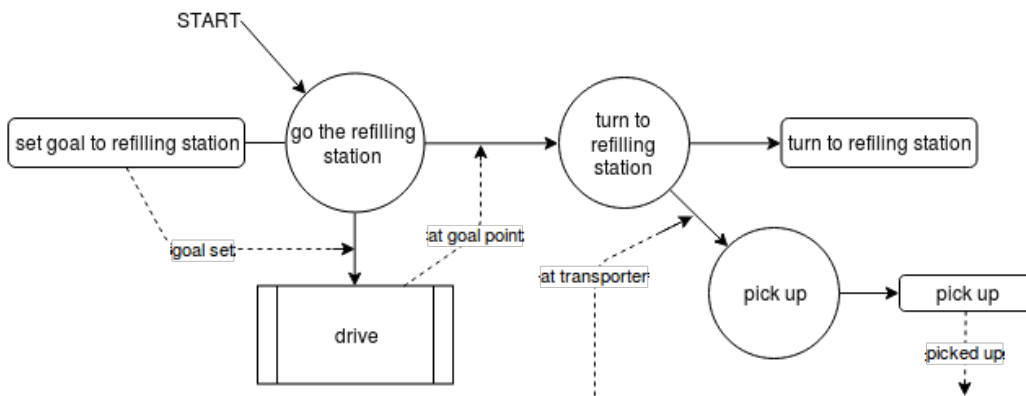 START
set goal to refilling station
go the refilling
station
turn to
refilling
station
turn to refiling station
goal set
at goal point
at transporter
drive
pick up
pick up
picked up